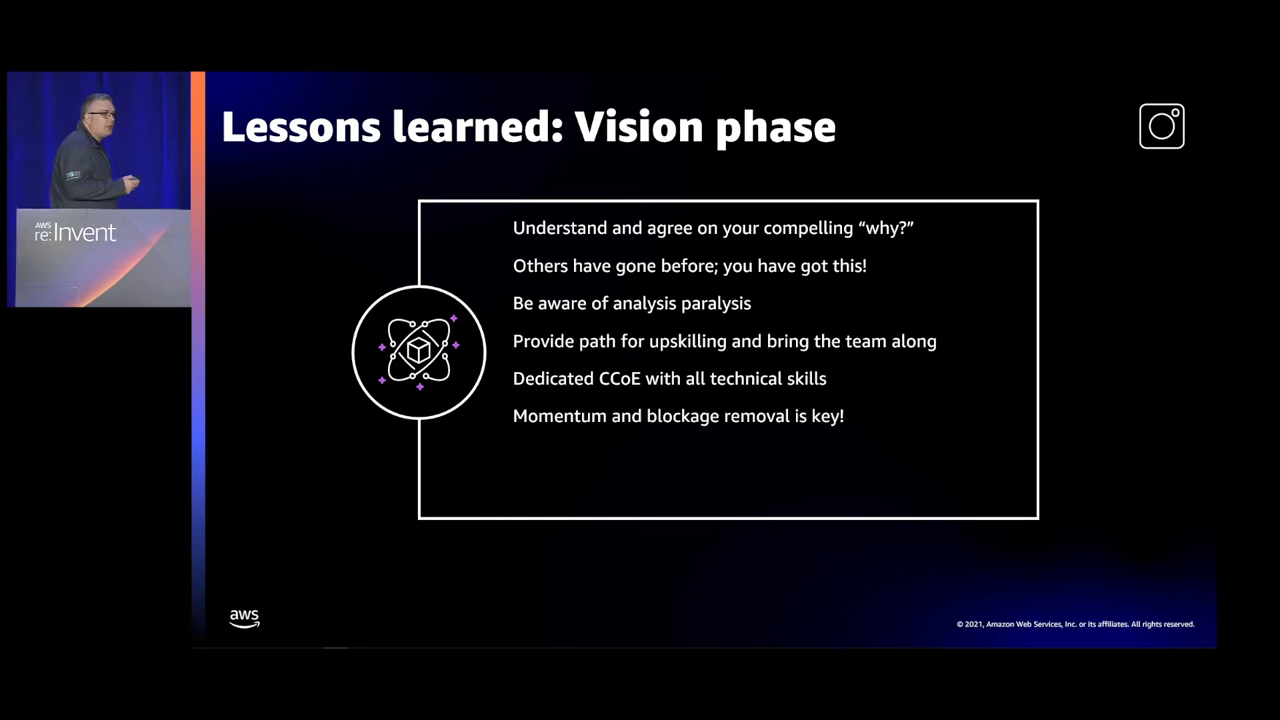 Lessons learned: Vision phase
AWS
re:Invent
Understand and agree on your compelling “why?”
Others have gone before; you have got this!
Be aware of analysis paralysis
Provide path for upskilling and bring the team along
Dedicated CCoE with all technical skills
Momentum and blockage removal is key!
aws
© 2021, Amazon Web Services, Inc. or its affiliates. All rights reserved.